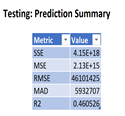 Testing: Prediction Summary
Metric Value
SSE 4.15E+18
MSE 2.13E+15
RMSE 46101425
MAD 5932707
R2 0.460526